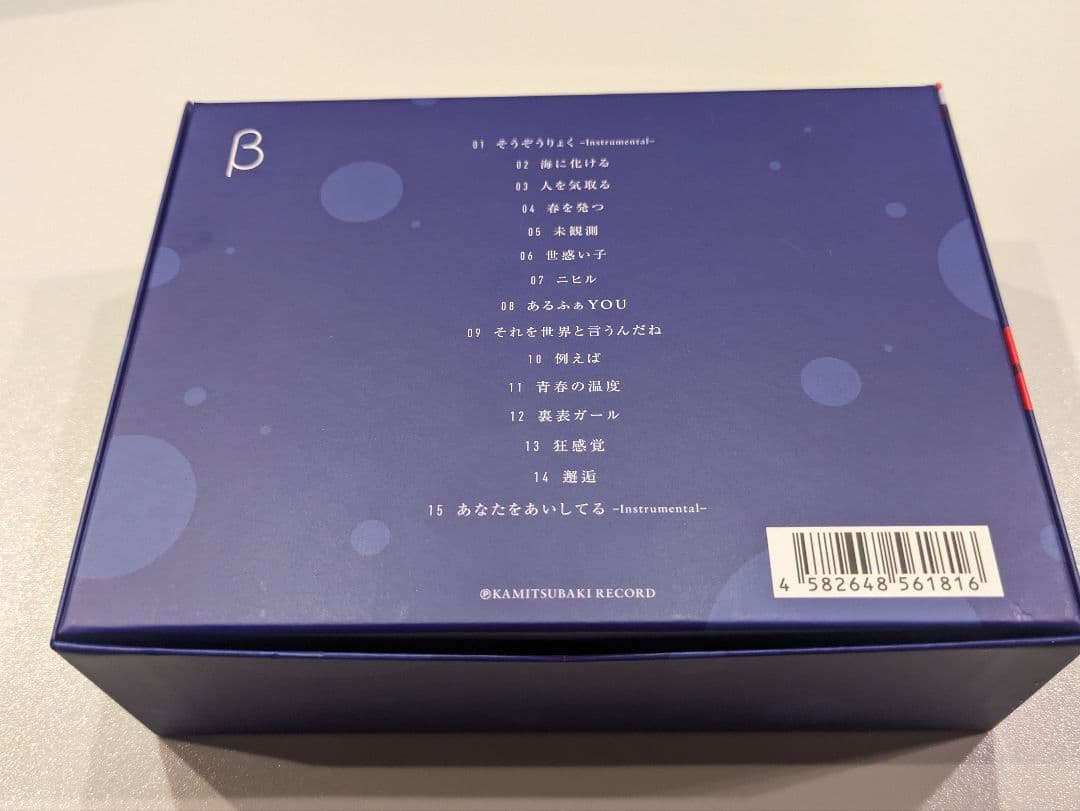 β
01 そうぞうりょく -Instrumental-
02 海に化ける
03 人を気取る
04 春を発つ
05 未観測
06 世惑い子
07 ニヒル
08 あるふぁYOU
09 それを世界と言うんだね
10 例えば
11 青春の温度
12 裏表ガール
13 狂感覚
14 邂逅
15 あなたをあいしてる -Instrumental-
℗KAMITSUBAKI RECORD
4 582648 561816